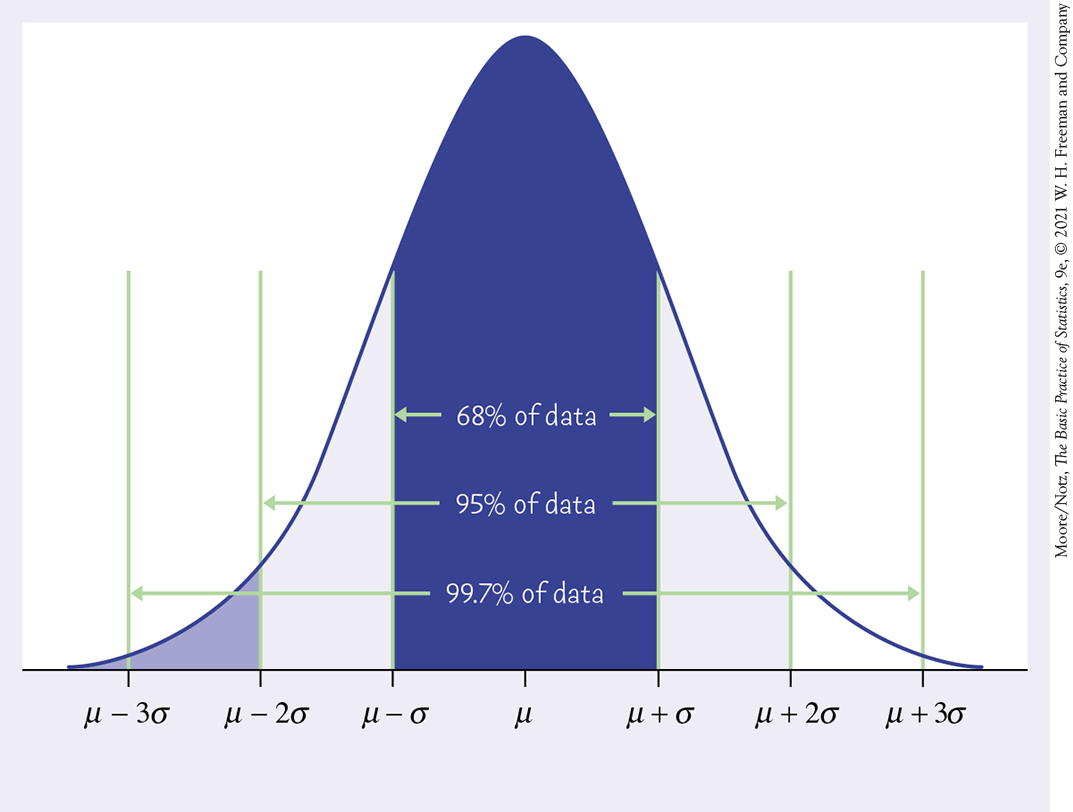 68% of data
95% of data
99.7% of data
μ − 3σ
μ − 2σ
μ − σ
μ
μ + σ
μ + 2σ
μ + 3σ
Moore/Notz, The Basic Practice of Statistics, 9e, © 2021 W. H. Freeman and Company